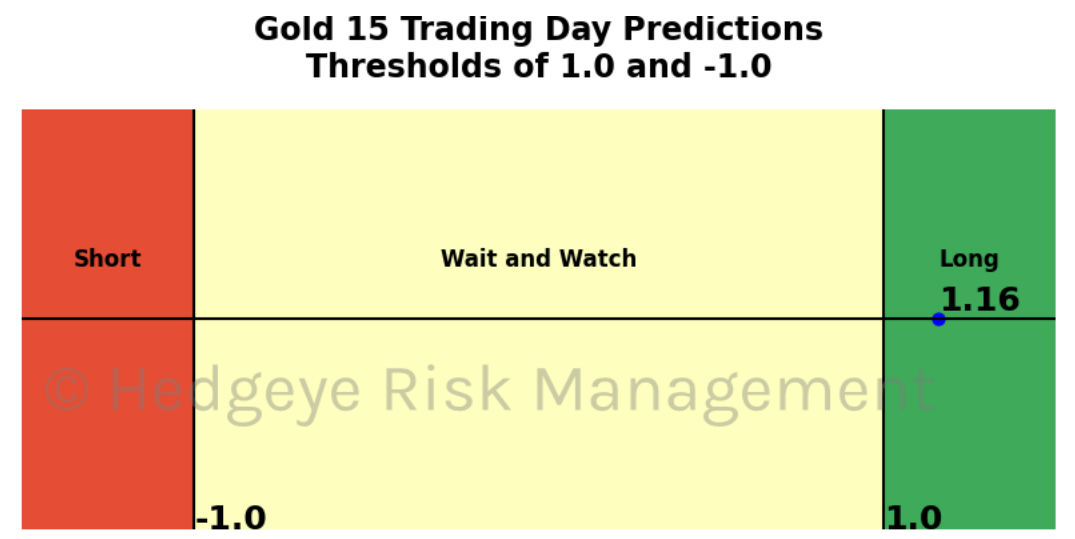 Gold 15 Trading Day Predictions
Thresholds of 1.0 and -1.0
Short
Wait and Watch
Long
1.16
© Hedgeye Risk Management
-1.0
1.0